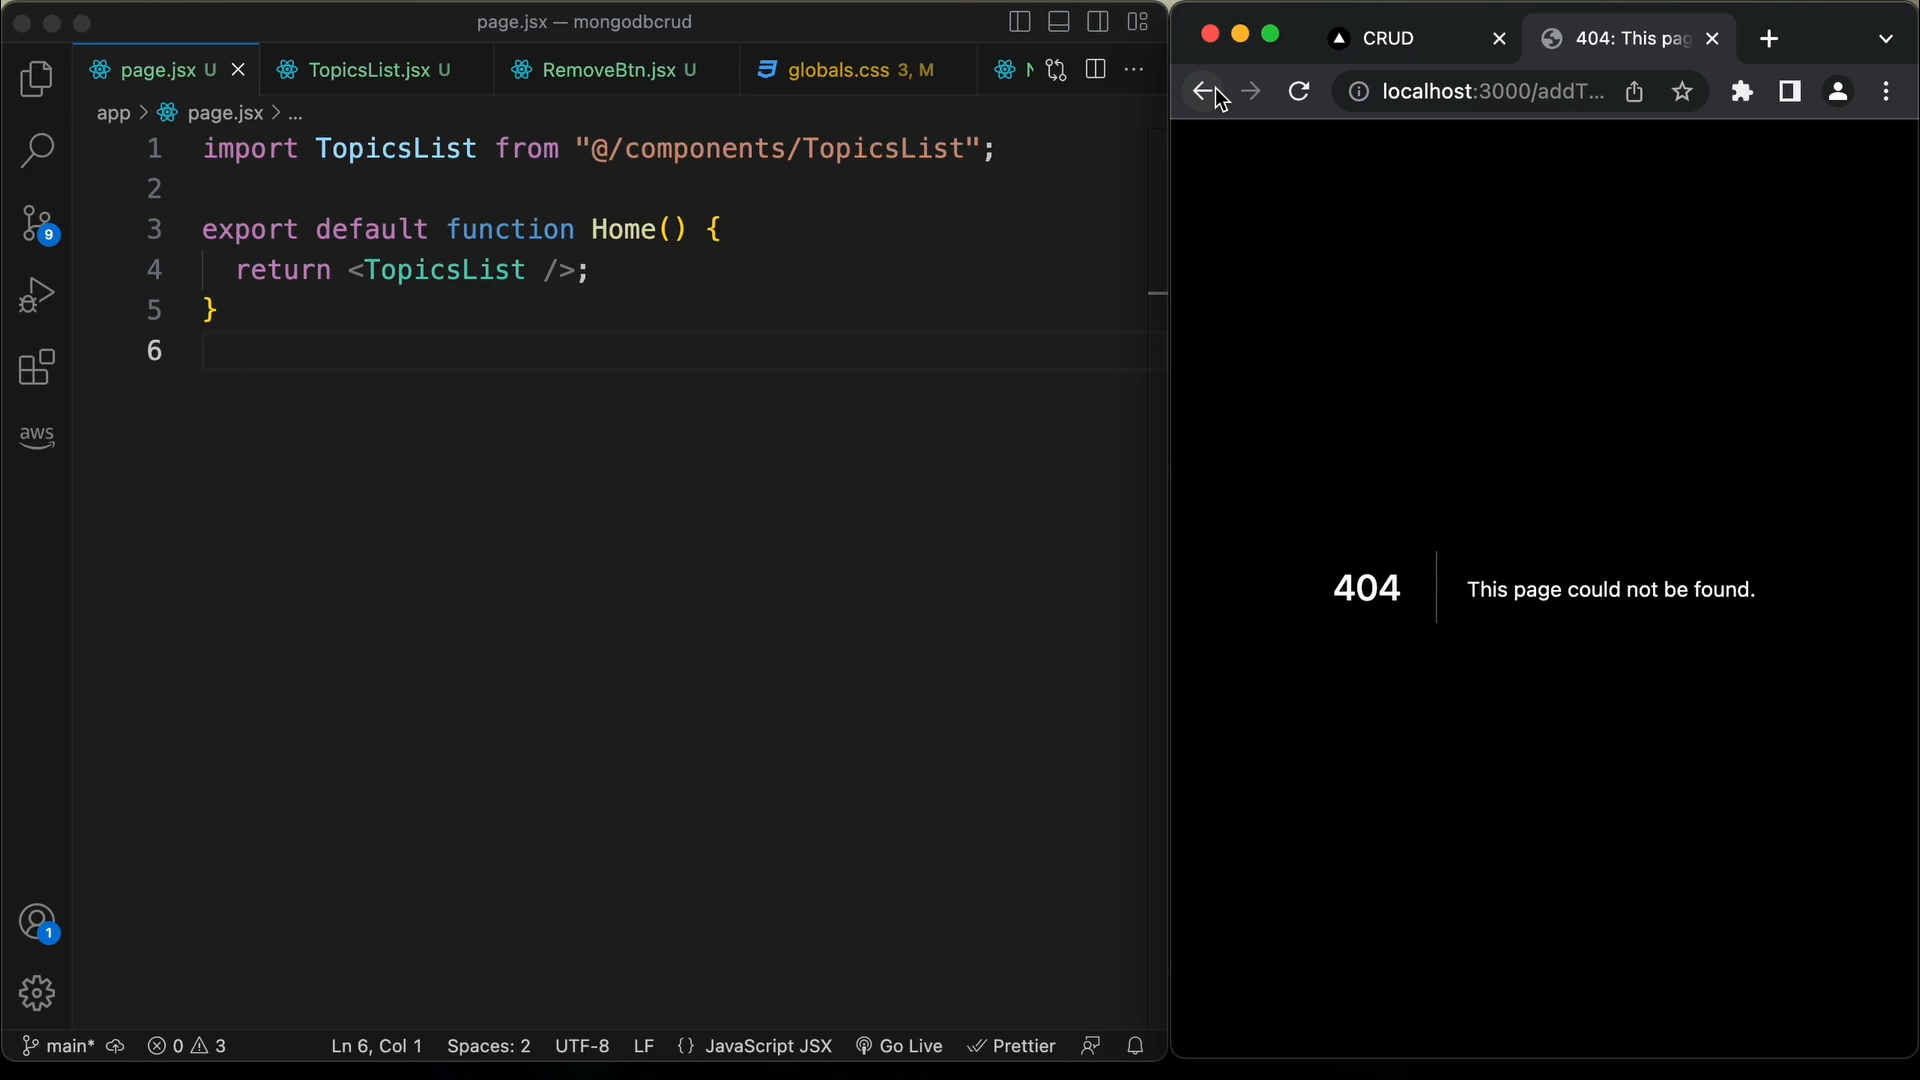 page.jsx — mongodbcrud
page.jsx U
TopicsList.jsx U
RemoveBtn.jsx U
globals.css 3, M
app > page.jsx > ...
1 import TopicsList from "@/components/TopicsList";
2
3 export default function Home() {
4 return <TopicsList />;
5 }
6
9
aws
1
main*
0 3
Ln 6, Col 1
Spaces: 2
UTF-8
LF
{} JavaScript JSX
Go Live
Prettier
CRUD
404: This pag
localhost:3000/addT...
404
This page could not be found.